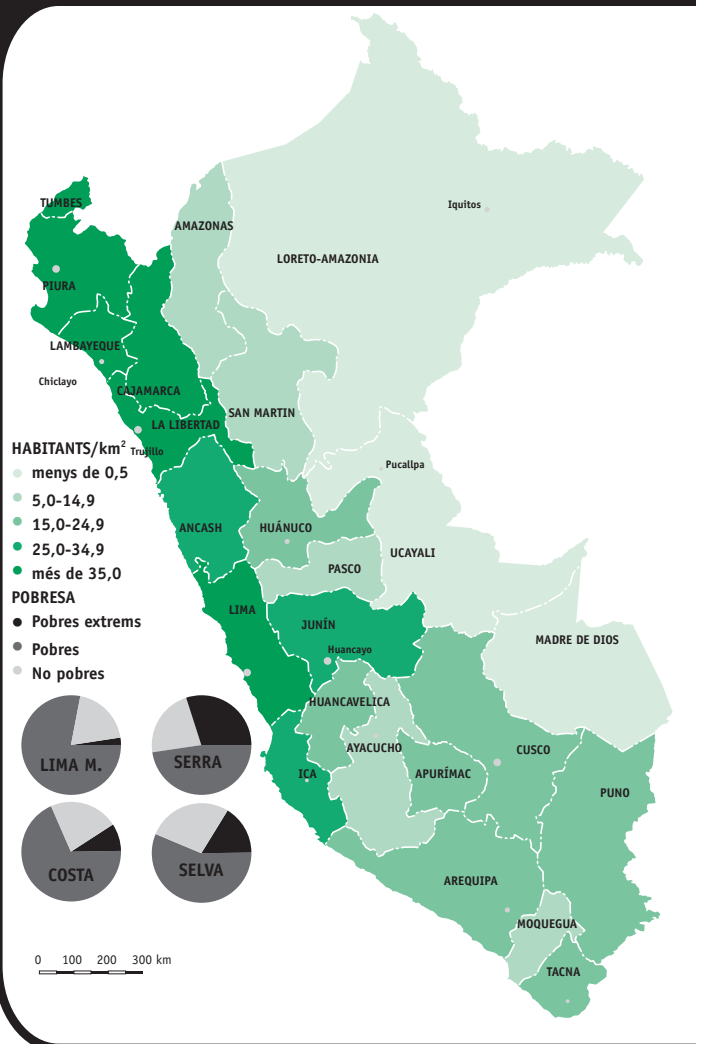 Iquitos
TUMBES
AMAZONAS
LORETO-AMAZONIA
PIURA
LAMBAYEQUE
Chiclayo
CAJAMARCA
SAN MARTIN
LA LIBERTAD
Trujillo
Pucallpa
HABITANTS/km²
menys de 0,5
5,0-14,9
15,0-24,9
25,0-34,9
més de 35,0
POBRESA
Pobres extrems
Pobres
No pobres
ANCASH
HUÁNUCO
UCAYALI
PASCO
LIMA
JUNÍN
Huancayo
MADRE DE DIOS
HUANCAVELICA
AYACUCHO
CUSCO
ICA
APURÍMAC
PUNO
LIMA M.
SERRA
COSTA
SELVA
AREQUIPA
MOQUEGUA
TACNA
0 100 200 300 km